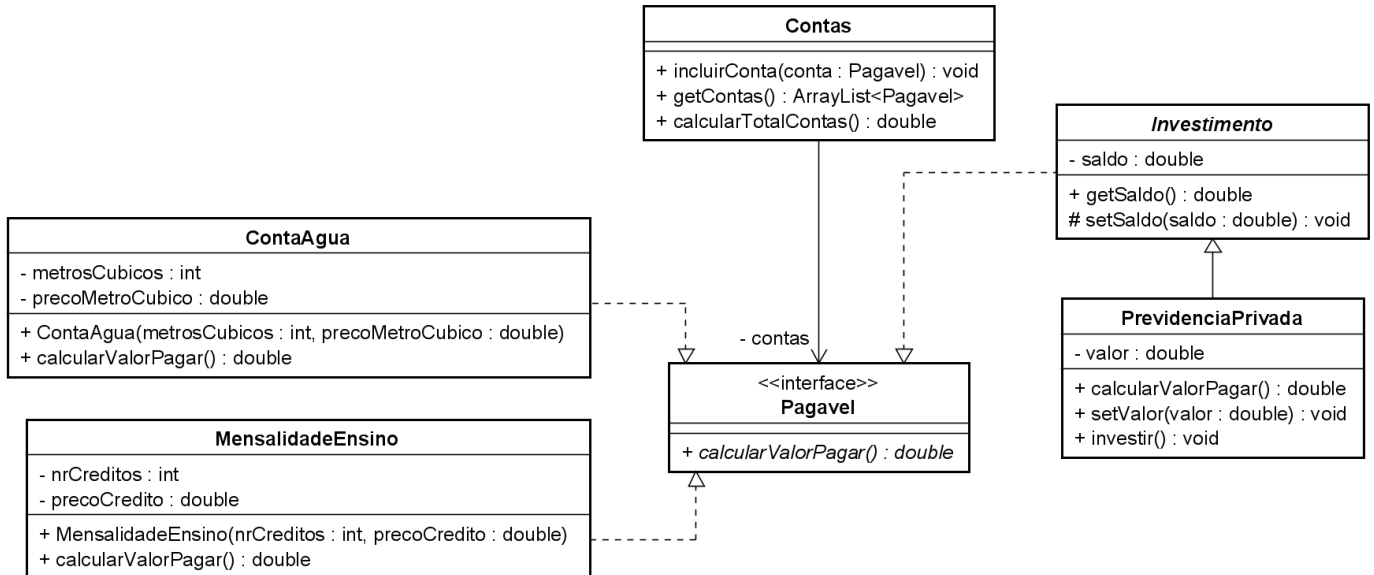 Contas
+ incluirConta(conta : Pagavel) : void
+ getContas() : ArrayList<Pagavel>
+ calcularTotalContas() : double
Investimento
- saldo : double
+ getSaldo() : double
# setSaldo(saldo : double) : void
ContaAgua
- metrosCubicos : int
- precoMetroCubico : double
+ ContaAgua(metrosCubicos : int, precoMetroCubico : double)
+ calcularValorPagar() : double
PrevidenciaPrivada
- valor : double
+ calcularValorPagar() : double
+ setValor(valor : double) : void
+ investir() : void
- contas
<<interface>>
Pagavel
+ calcularValorPagar() : double
MensalidadeEnsino
- nrCreditos : int
- precoCredito : double
+ MensalidadeEnsino(nrCreditos : int, precoCredito : double)
+ calcularValorPagar() : double